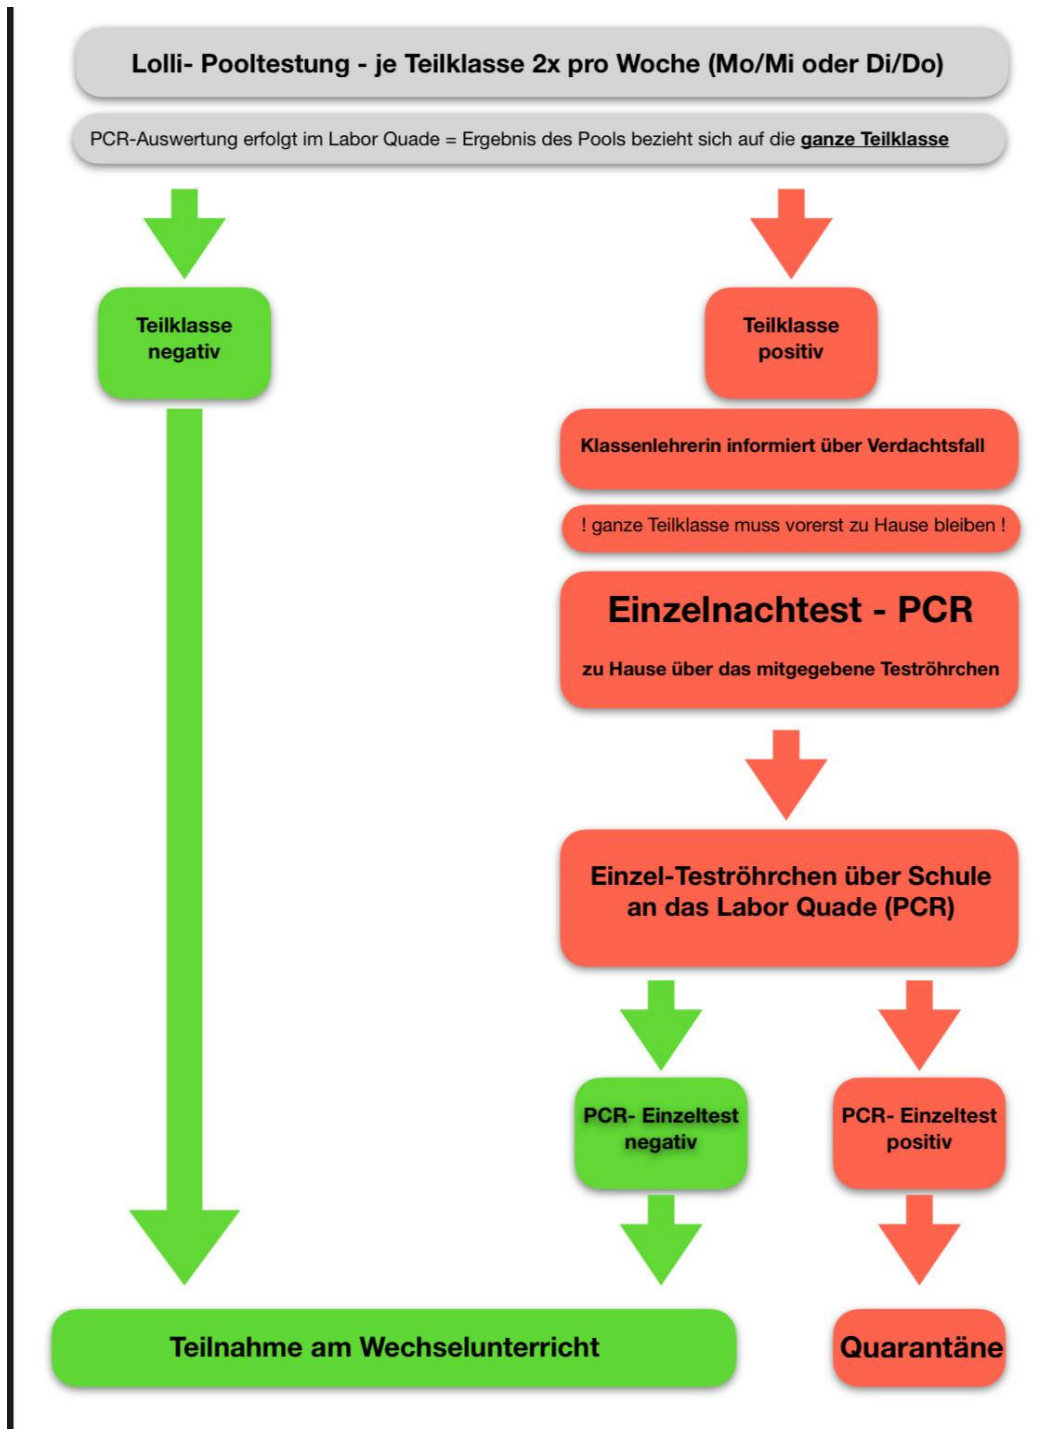 Lolli- Pooltestung - je Teilklasse 2x pro Woche (Mo/Mi oder Di/Do)
PCR-Auswertung erfolgt im Labor Quade = Ergebnis des Pools bezieht sich auf die ganze Teilklasse
Teilklasse
negativ
Teilklasse
positiv
Klassenlehrerin informiert über Verdachtsfall
! ganze Teilklasse muss vorerst zu Hause bleiben !
Einzelnachtest - PCR
zu Hause über das mitgegebene Teströhrchen
Einzel-Teströhrchen über Schule
an das Labor Quade (PCR)
PCR- Einzeltest
negativ
PCR- Einzeltest
positiv
Teilnahme am Wechselunterricht
Quarantäne